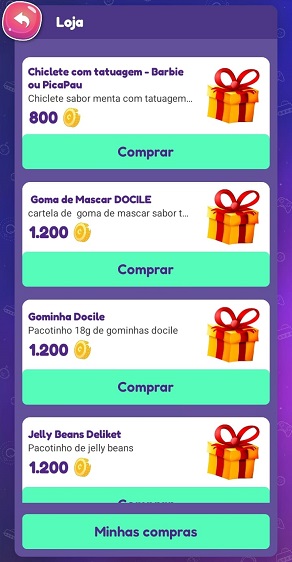 Loja
Chiclete com tatuagem - Barbie
ou PicaPau
Chiclete sabor menta com tatuagem...
800
Comprar
Goma de Mascar DOCILE
cartela de goma de mascar sabor t...
1.200
Comprar
Gominha Docile
Pacotinho 18g de gominhas docile
1.200
Comprar
Jelly Beans Deliket
Pacotinho de jelly beans
1.200
Comprar
Minhas compras